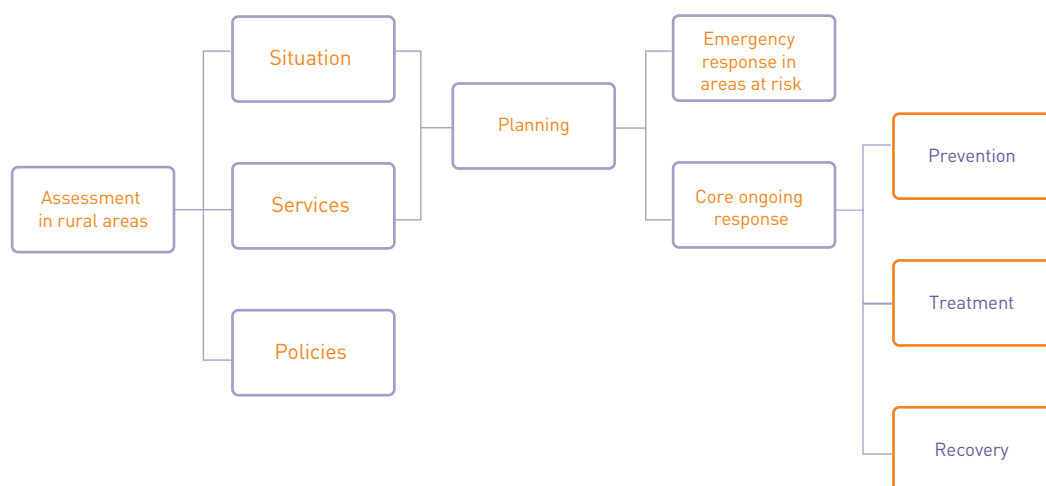 Assessment
in rural areas
Situation
Services
Policies
Planning
Emergency
response in
areas at risk
Core ongoing
response
Prevention
Treatment
Recovery